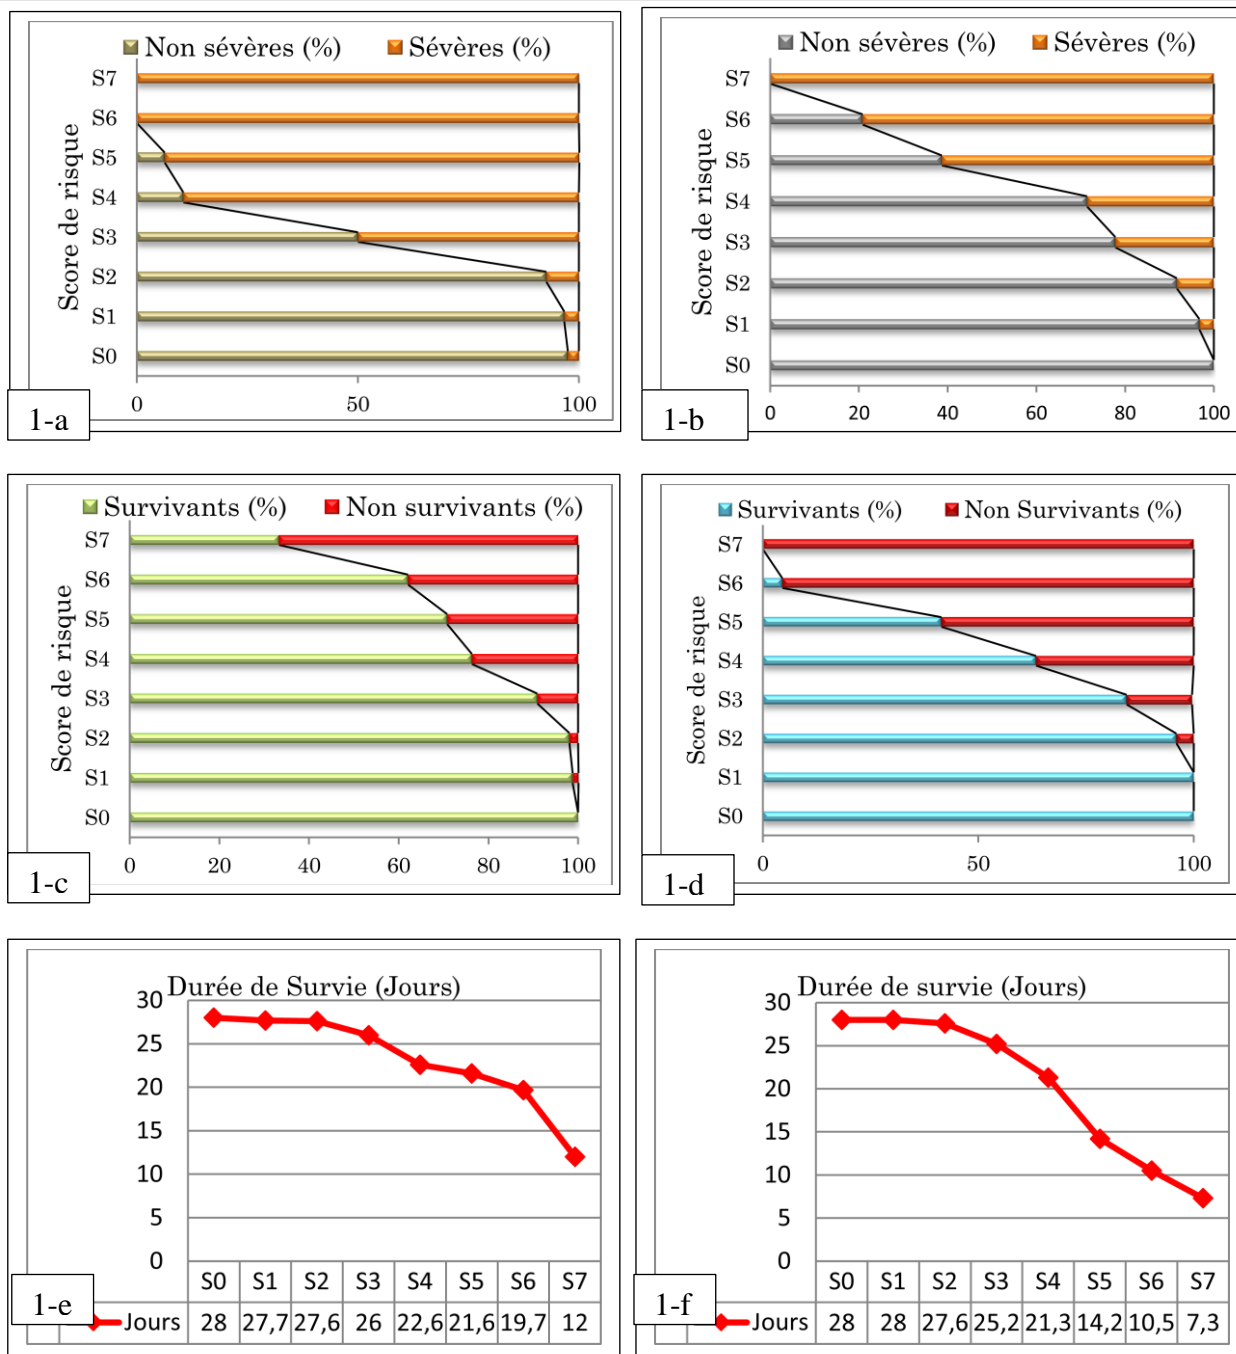 Non sévères (%) Sévères (%)
Score de risque
S7
S6
S5
S4
S3
S2
S1
S0
0 50 100
1-a
Non sévères (%) Sévères (%)
Score de risque
S7
S6
S5
S4
S3
S2
S1
S0
0 20 40 60 80 100
1-b
Survivants (%) Non survivants (%)
Score de risque
S7
S6
S5
S4
S3
S2
S1
S0
0 20 40 60 80 100
1-c
Survivants (%) Non Survivants (%)
Score de risque
S7
S6
S5
S4
S3
S2
S1
S0
0 50 100
1-d
Durée de Survie (Jours)
30
25
20
15
10
5
0
S0 S1 S2 S3 S4 S5 S6 S7
Jours 28 27,7 27,6 26 22,6 21,6 19,7 12
1-e
Durée de survie (Jours)
30
25
20
15
10
5
0
S0 S1 S2 S3 S4 S5 S6 S7
Jours 28 28 27,6 25,2 21,3 14,2 10,5 7,3
1-f